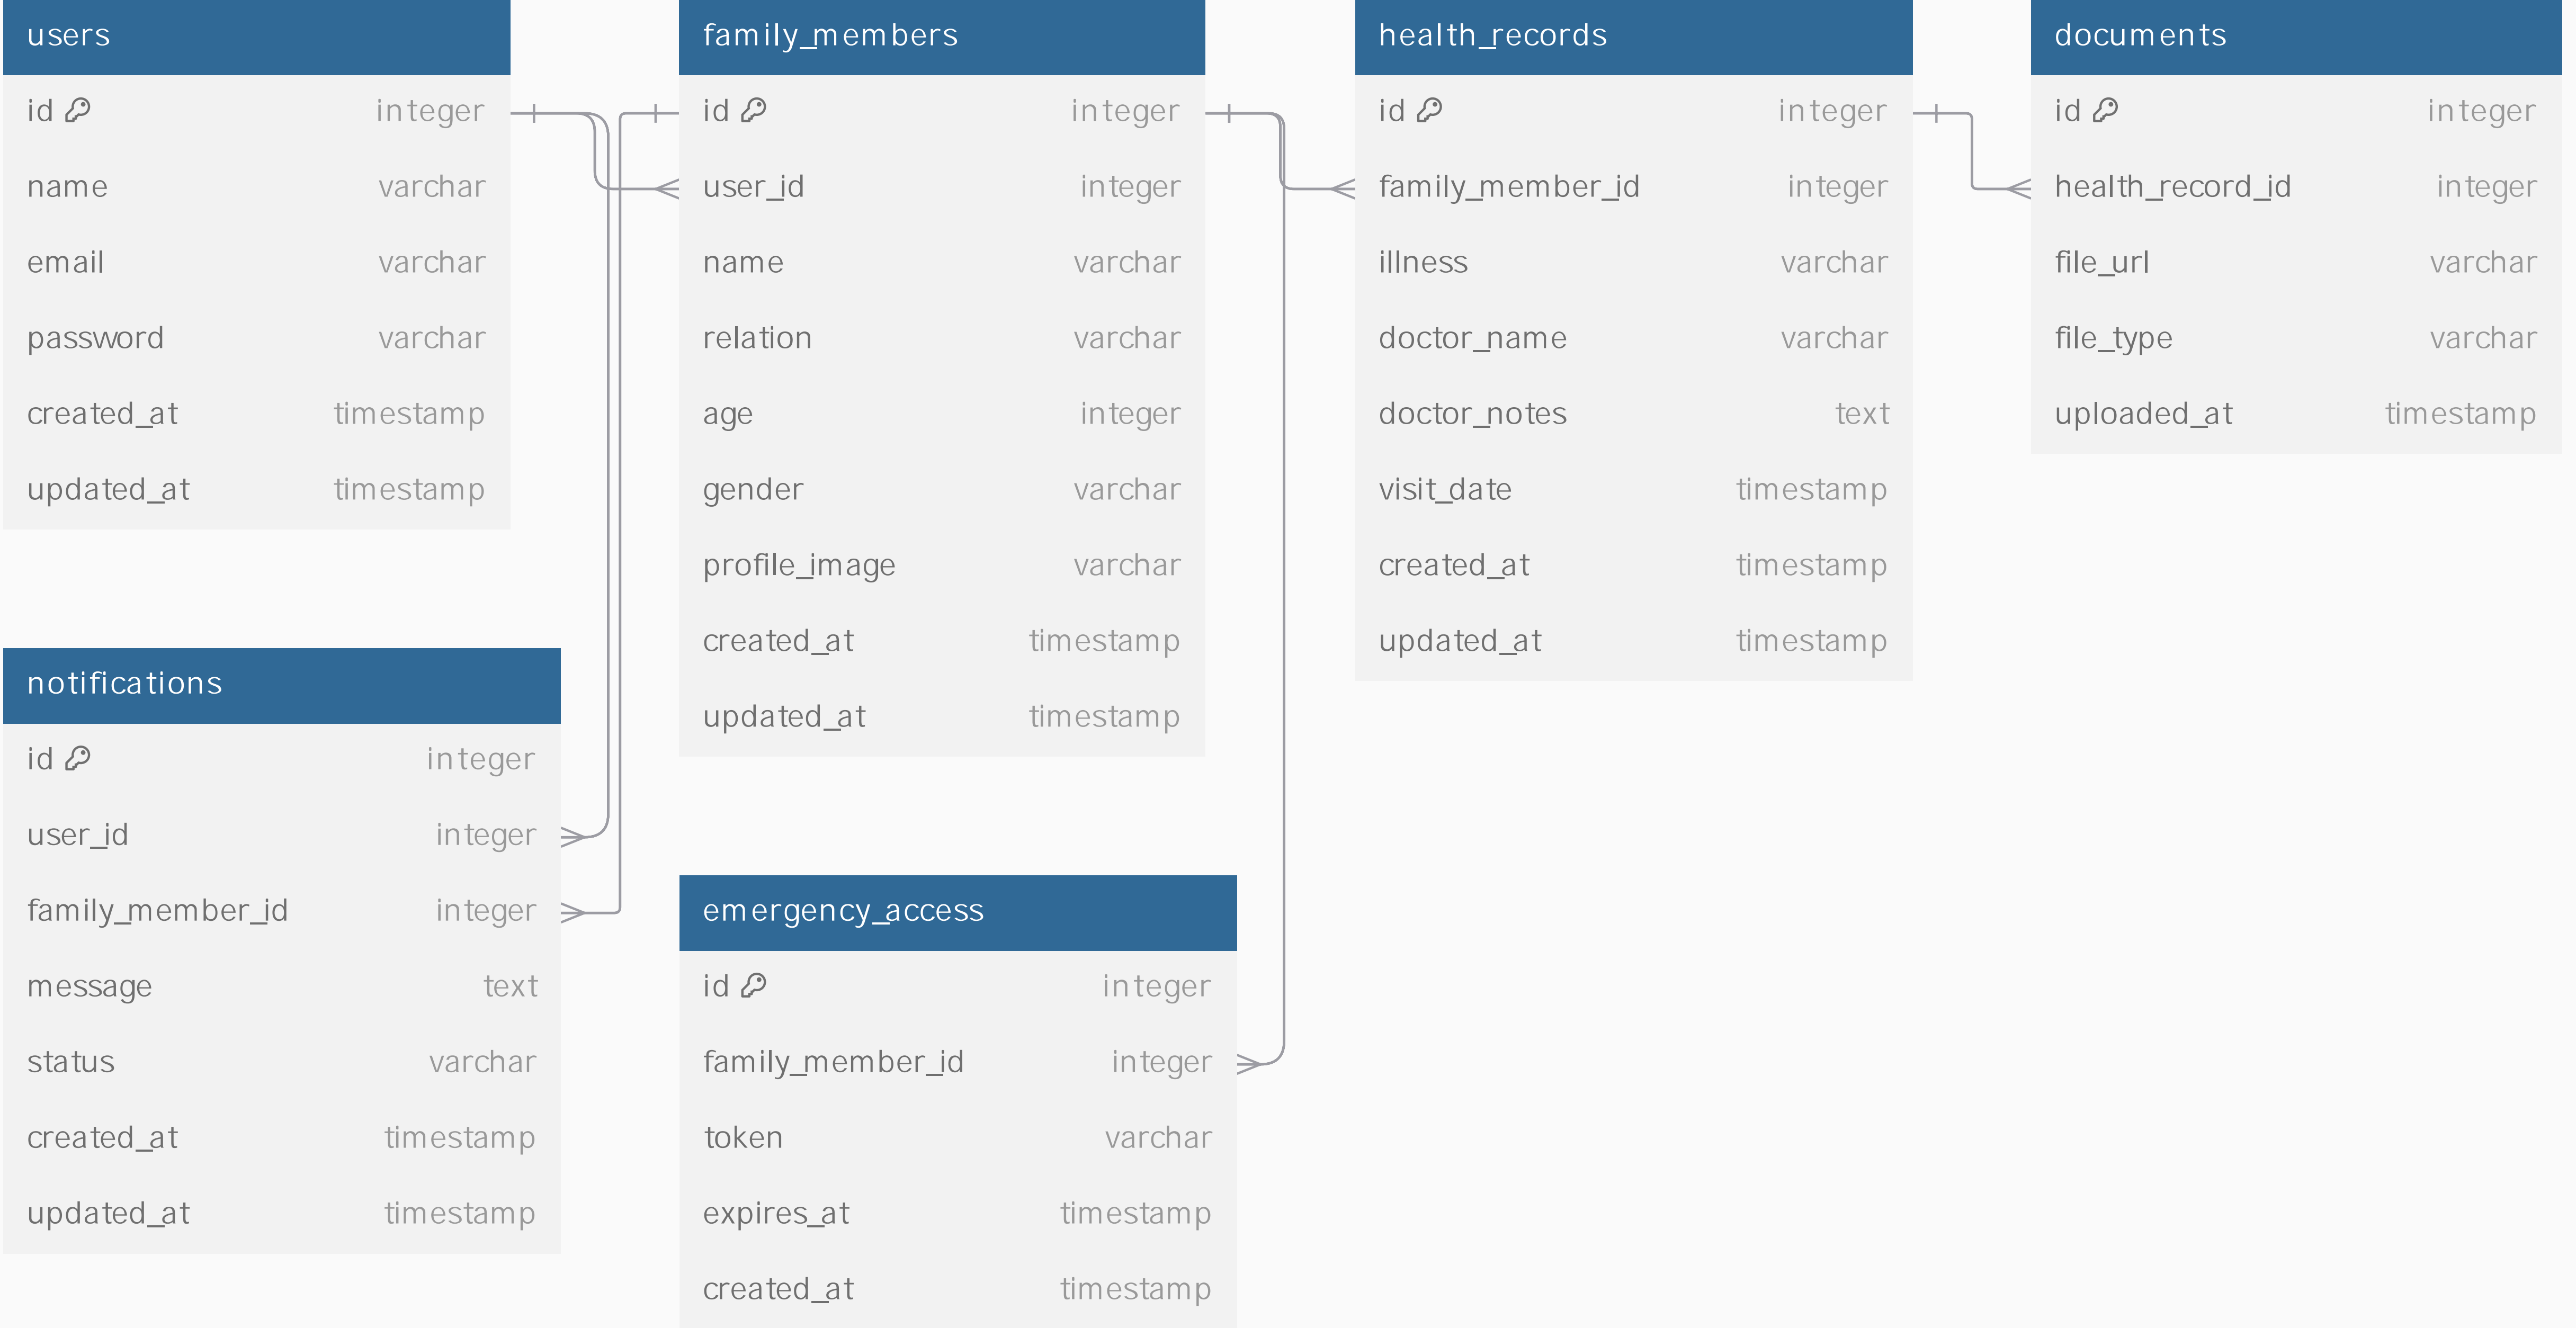 users
id integer
name varchar
email varchar
password varchar
created_at timestamp
updated_at timestamp
family_members
id integer
user_id integer
name varchar
relation varchar
age integer
gender varchar
profile_image varchar
created_at timestamp
updated_at timestamp
health_records
id integer
family_member_id integer
illness varchar
doctor_name varchar
doctor_notes text
visit_date timestamp
created_at timestamp
updated_at timestamp
documents
id integer
health_record_id integer
file_url varchar
file_type varchar
uploaded_at timestamp
notifications
id integer
user_id integer
family_member_id integer
message text
status varchar
created_at timestamp
updated_at timestamp
emergency_access
id integer
family_member_id integer
token varchar
expires_at timestamp
created_at timestamp